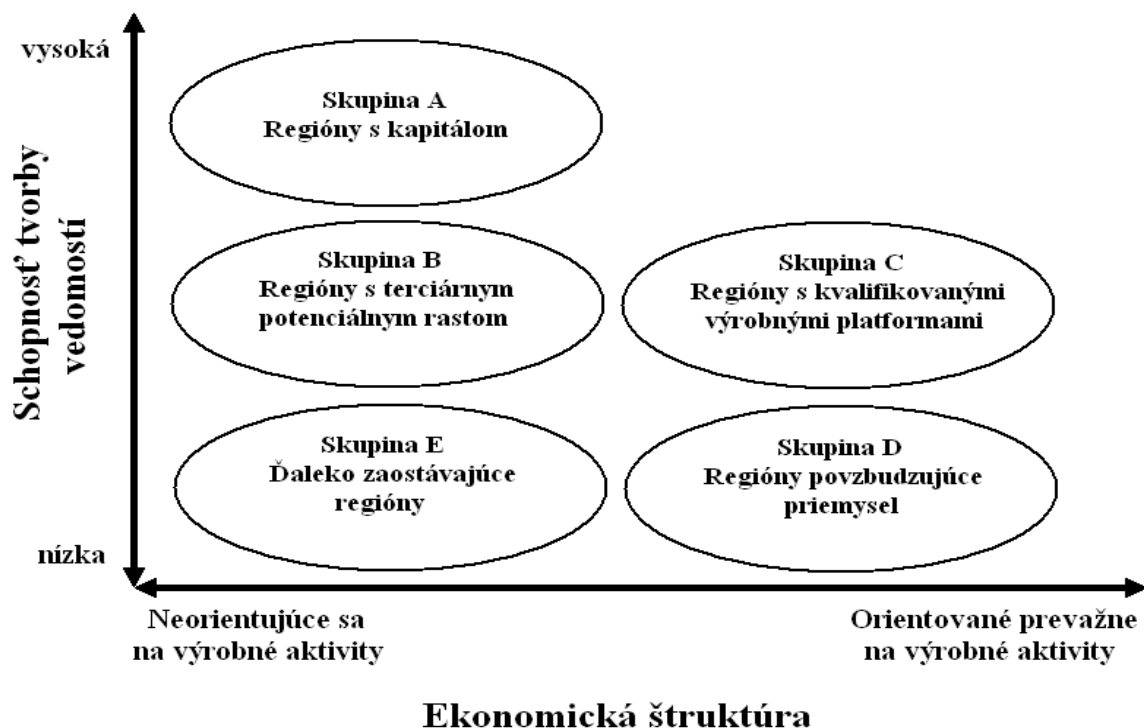 vysoká
Schopnosť tvorby
vedomostí
nízka
Skupina A
Regióny s kapitálom
Skupina B
Regióny s terciárnym
potenciálnym rastom
Skupina C
Regióny s kvalifikovanými
výrobnými platformami
Skupina E
Ďaleko zaostávajúce
regióny
Skupina D
Regióny povzbudzujúce
priemysel
Neorientujúce sa
na výrobné aktivity
Orientované prevažne
na výrobné aktivity
Ekonomická štruktúra